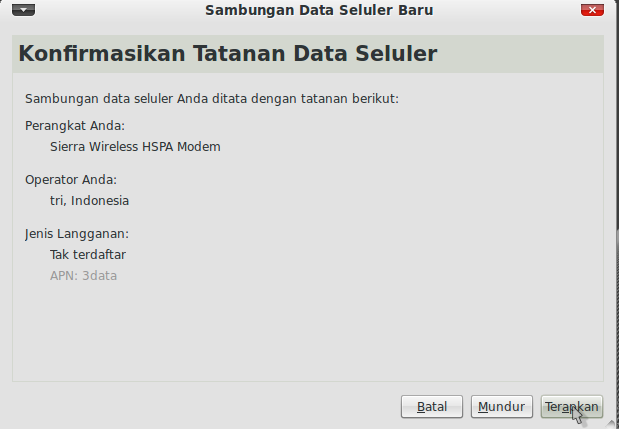 Sambungan Data Seluler Baru
Konfirmasikan Tatanan Data Seluler
Sambungan data seluler Anda ditata dengan tatanan berikut:
Perangkat Anda:
Sierra Wireless HSPA Modem
Operator Anda:
tri, Indonesia
Jenis Langganan:
Tak terdaftar
APN: 3data
Batal Mundur Terapkan